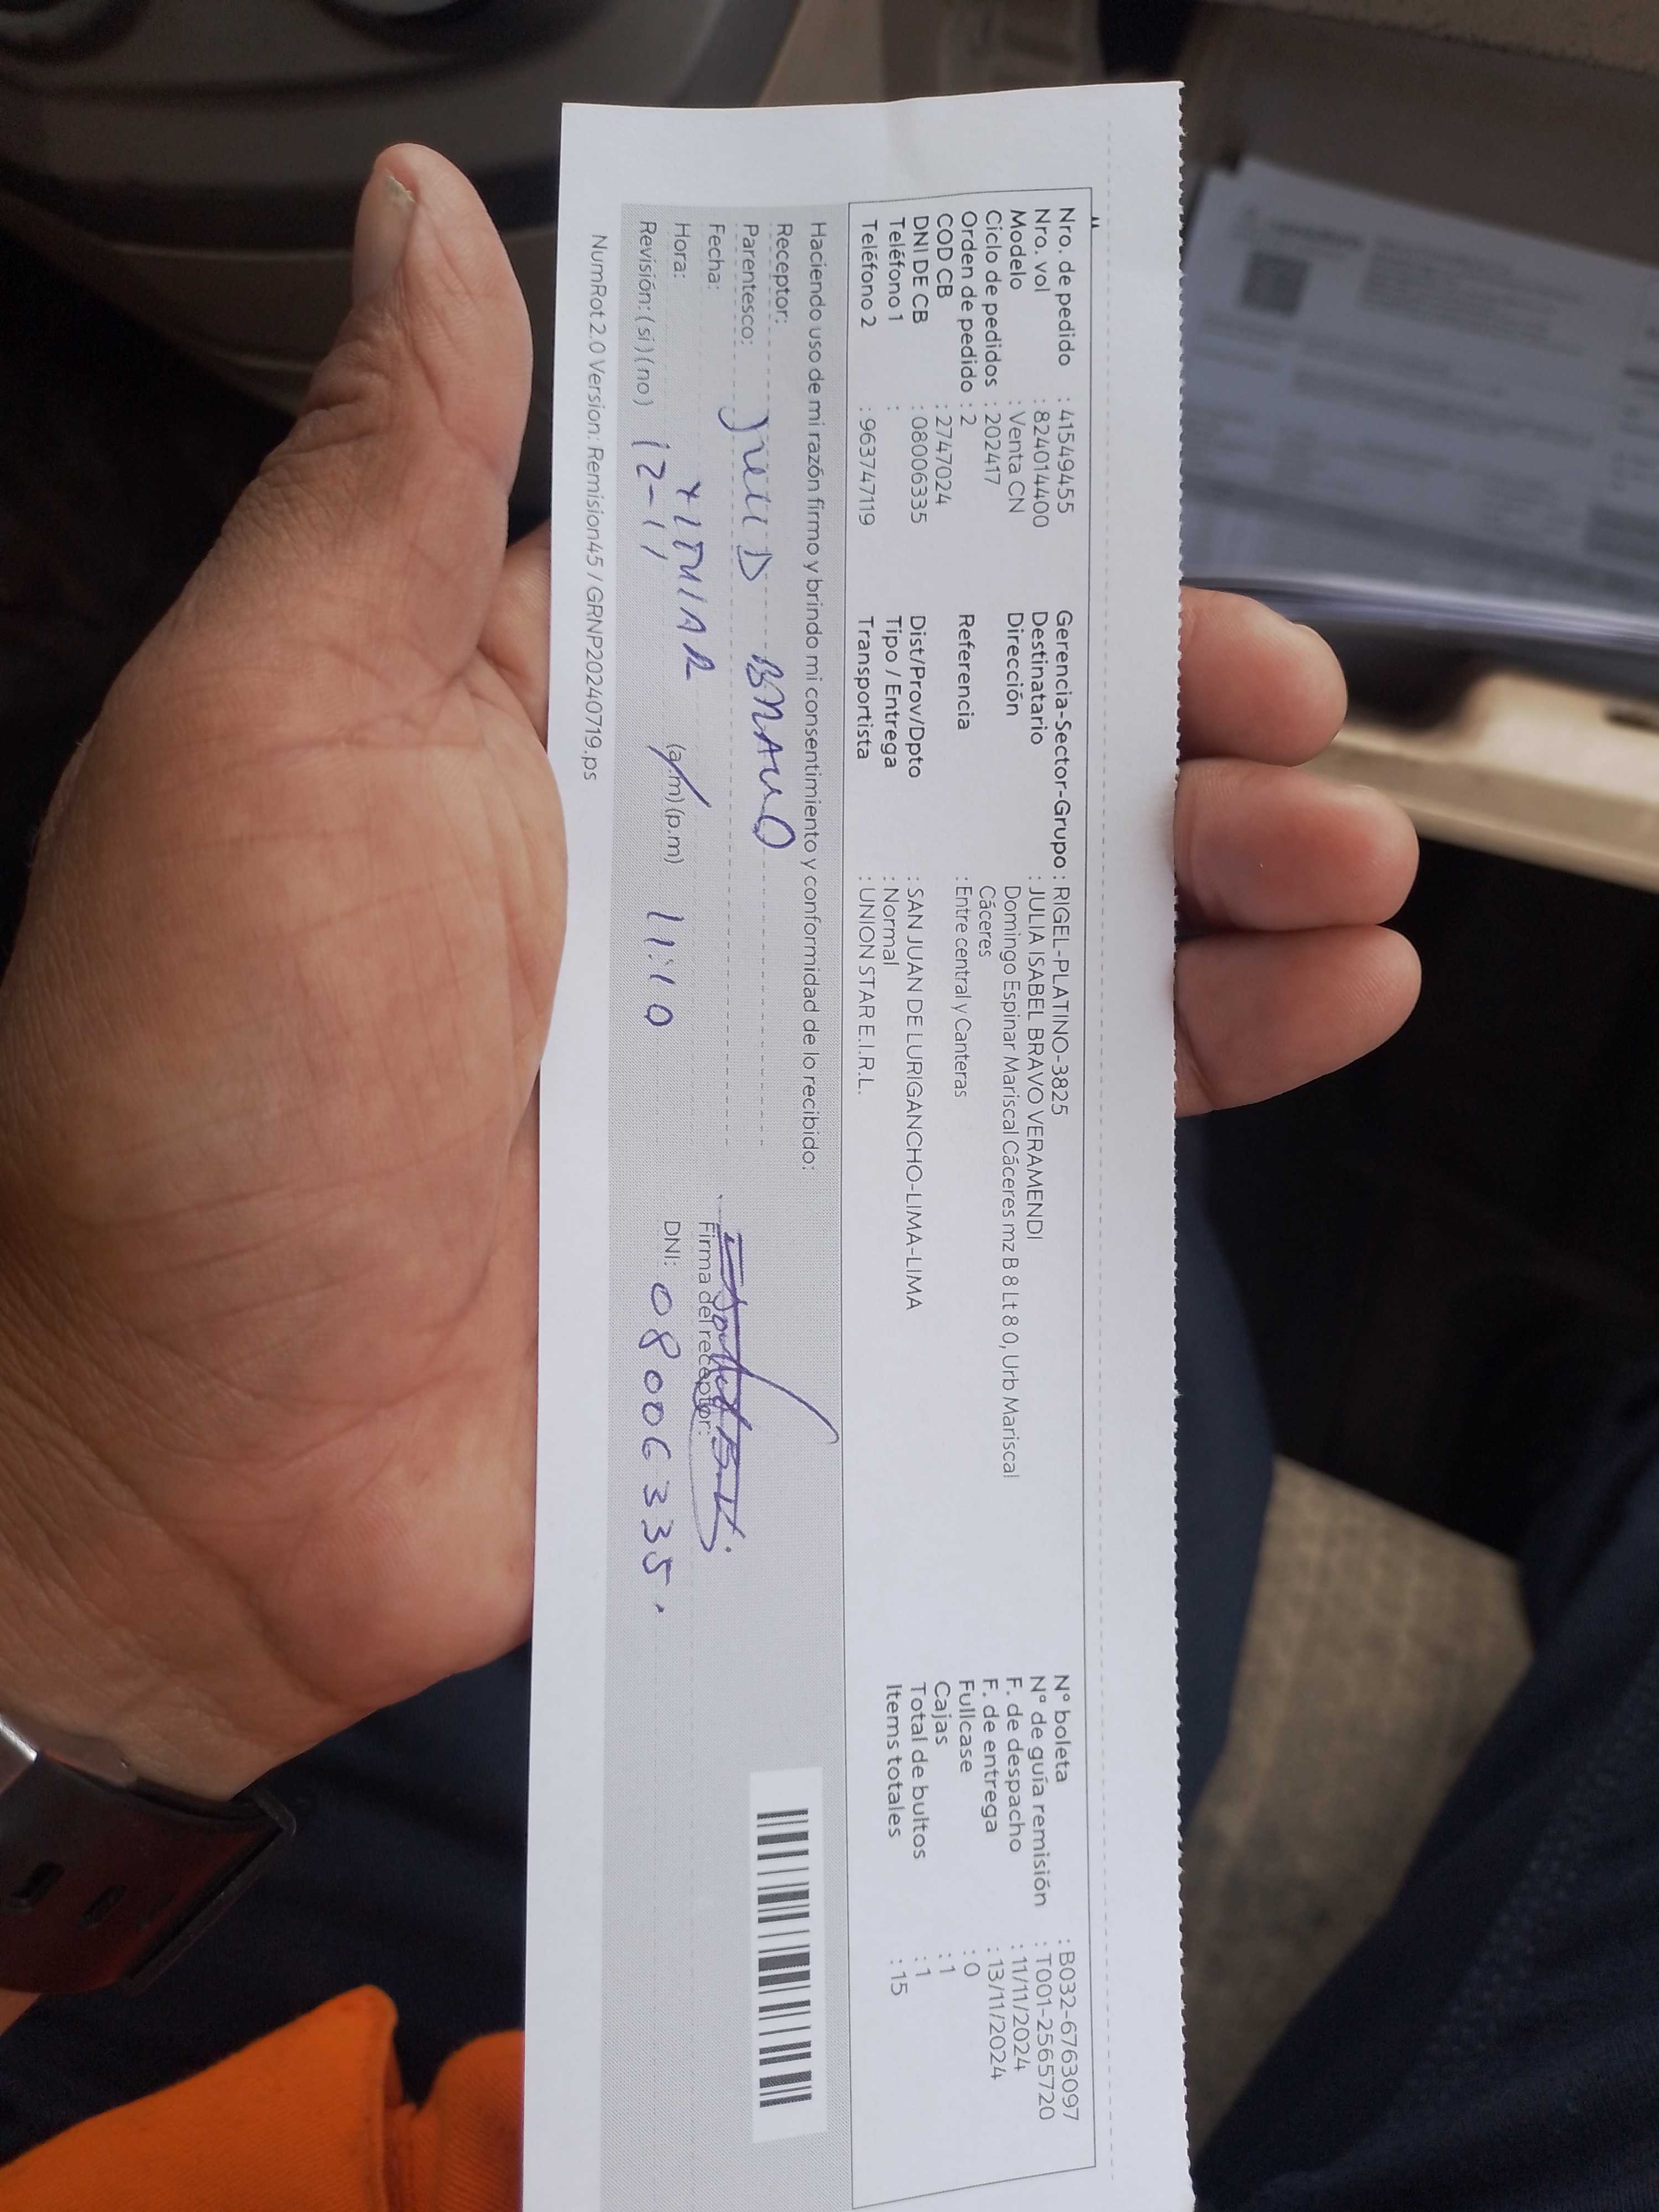 Nro. de pedido : 41549455
Nro. vol : 824014400
Modelo : Venta CN
Ciclo de pedidos : 202417
Orden de pedido : 2
COD CB : 2747024
DNI DE CB : 08006335
Teléfono 1 :
Teléfono 2 : 963747119
Gerencia-Sector-Grupo : RIGEL-PLATINO-3825
Destinatario : JULIA ISABEL BRAVO VERAMENDI
Dirección Domingo Espinar Mariscal Cáceres mz B 8 Lt 8 0, Urb Mariscal
Cáceres
Referencia : Entre central y Canteras
Dist/Prov/Dpto : SAN JUAN DE LURIGANCHO-LIMA-LIMA
Tipo / Entrega : Normal
Transportista : UNION STAR E.I.R.L.
N° boleta : B032-6763097
N° de guía remisión : T001-2565720
F. de despacho : 11/11/2024
F. de entrega : 13/11/2024
Fullcase : 0
Cajas : 1
Total de bultos : 1
Items totales : 15
Haciendo uso de mi razón firmo y brindo mi consentimiento y conformidad de lo recibido:
Receptor: BRAVO
Parentesco:
Fecha:
Hora: (a.m) (p.m) 11:10
Revisión: (si) (no) 12-11
Firma del receptor:
DNI: 08006335.
NumRot 2.0 Version: Remision45 / GRNP20240719.ps